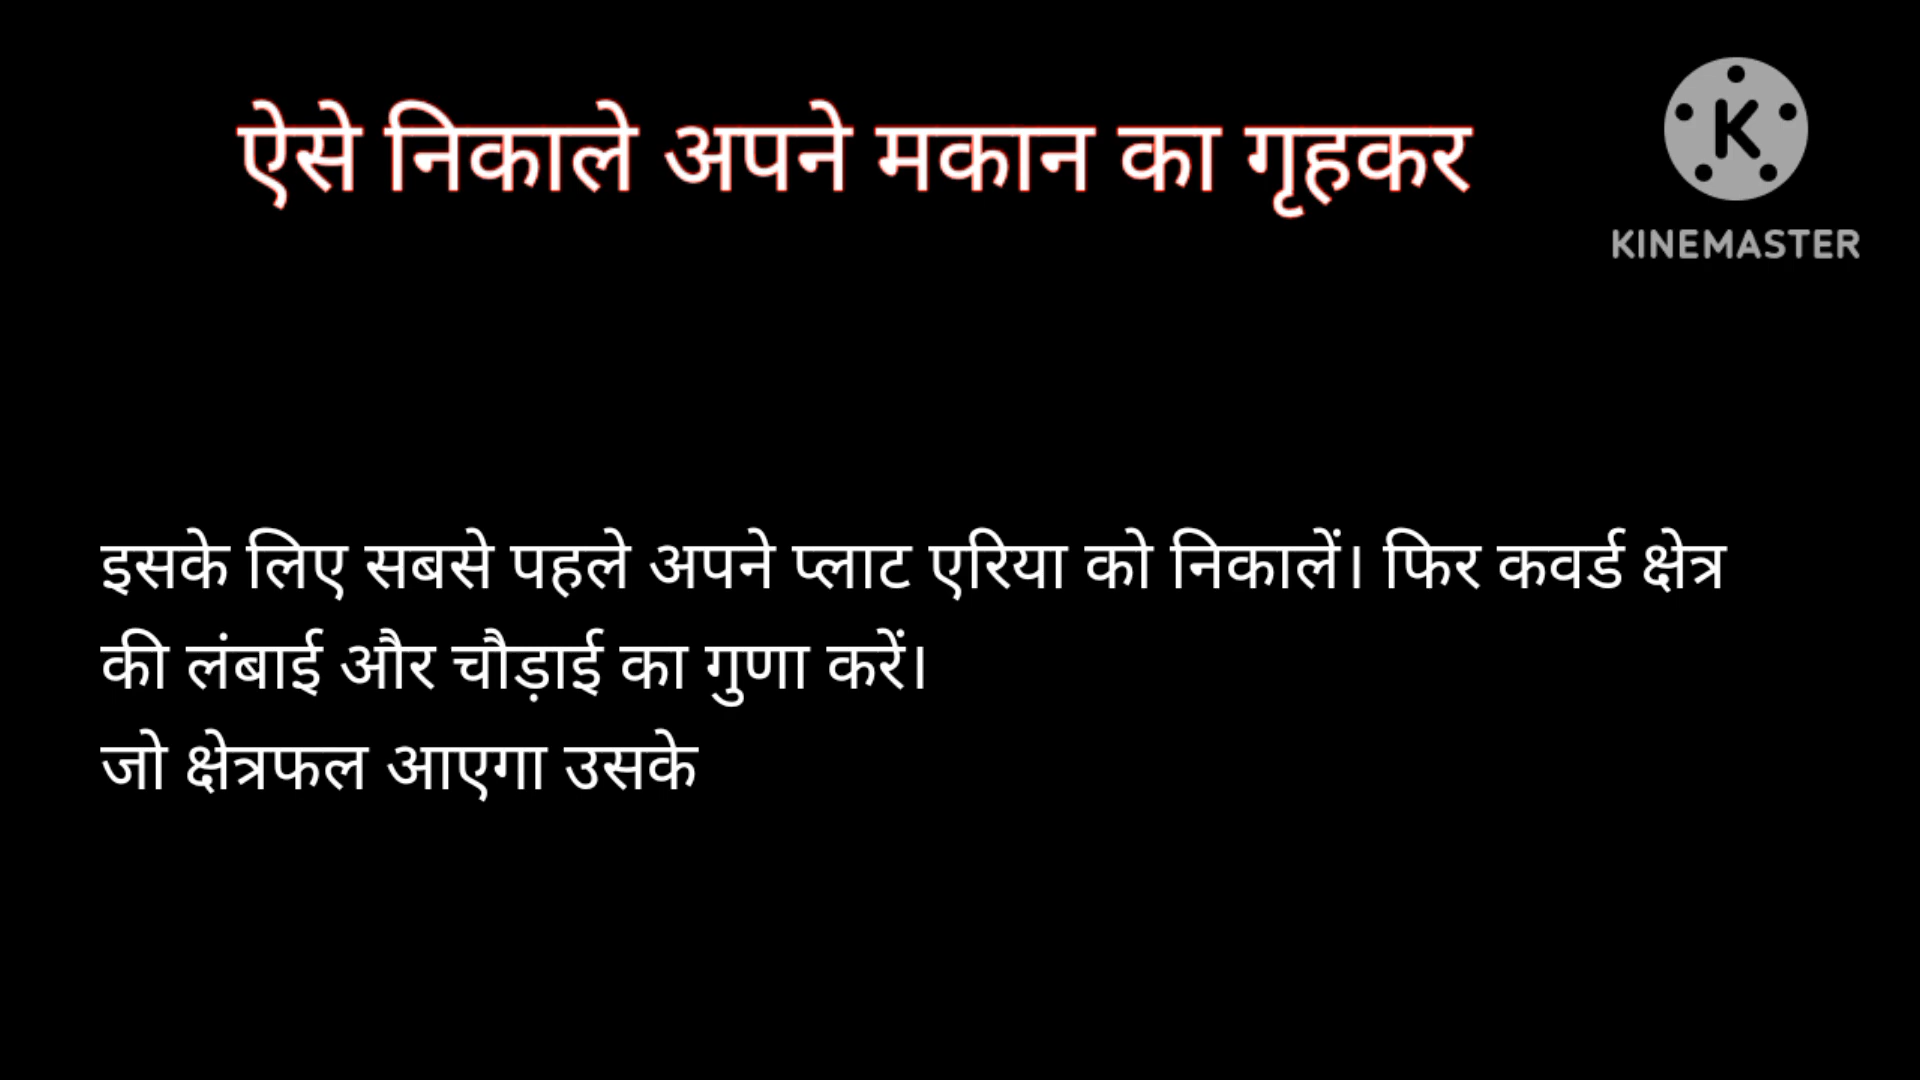 ऐसे निकाले अपने मकान का गृहकर
KINEMASTER
इसके लिए सबसे पहले अपने प्लाट एरिया को निकालें। फिर कवर्ड क्षेत्र
की लंबाई और चौड़ाई का गुणा करें।
जो क्षेत्रफल आएगा उसके